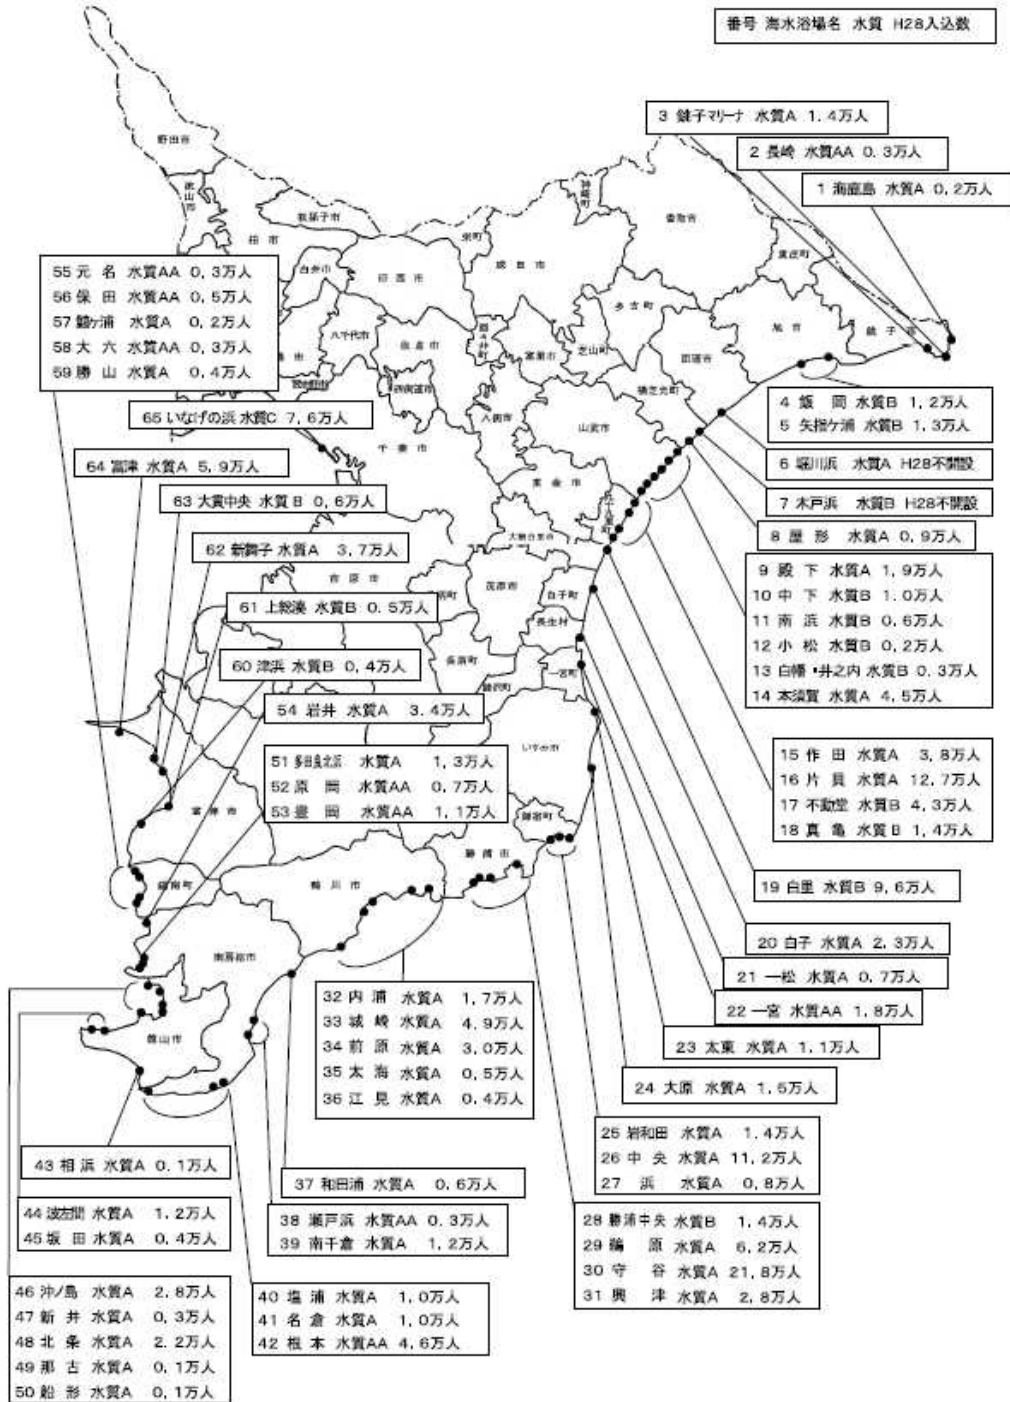 番号 海水浴場名 水質 H28入込数
3 銚子マリーナ 水質A 1.4万人
2 長崎 水質AA 0.3万人
1 海鹿島 水質A 0,2万人
野田市
流山市
我孫子市
柏市
白井市
印西市
栄町
成田市
神崎町
香取市
東庄町
多古町
旭市
銚子市
八千代市
佐倉市
酒々井町
富里市
芝山町
匝瑳市
横芝光町
四街道市
八街市
山武市
千葉市
東金市
九十九里町
大網白里市
市原市
茂原市
白子町
長生村
長南町
睦沢町
一宮町
いすみ市
御宿町
勝浦市
富津市
鋸南町
鴨川市
南房総市
館山市
55 元名 水質AA 0,3万人
56 保田 水質AA 0.5万人
57 鱚ヶ浦 水質A 0,2万人
58 大六 水質AA 0.3万人
59 勝山 水質A 0.4万人
65 いなげの浜 水質C 7,6万人
64 富津 水質A 5,9万人
63 大貫中央 水質B 0,6万人
62 新舞子 水質A 3,7万人
61 上総湊 水質B 0.5万人
60 津浜 水質B 0,4万人
54 岩井 水質A 3.4万人
51 多田良北浜 水質A 1,3万人
52 原岡 水質AA 0.7万人
53 豊岡 水質AA 1,1万人
4 飯岡 水質B 1,2万人
5 矢指ケ浦 水質B 1,3万人
6 堀川浜 水質A H28不開設
7 木戸浜 水質B H28不開設
8 屋形 水質A 0,9万人
9 殿下 水質A 1,9万人
10 中下 水質B 1.0万人
11 南浜 水質B 0.6万人
12 小松 水質B 0,2万人
13 白幡・井之内 水質B 0.3万人
14 本須賀 水質A 4.5万人
15 作田 水質A 3,8万人
16 片貝 水質A 12,7万人
17 不動堂 水質B 4,3万人
18 真亀 水質B 1,4万人
19 白里 水質B 9,6万人
20 白子 水質A 2,3万人
21 一松 水質A 0.7万人
22 一宮 水質AA 1,8万人
23 太東 水質A 1,1万人
24 大原 水質A 1,5万人
25 岩和田 水質A 1.4万人
26 中央 水質A 11,2万人
27 浜 水質A 0,8万人
28 勝浦中央 水質B 1,4万人
29 鵜原 水質A 6,2万人
30 守谷 水質A 21,8万人
31 興津 水質A 2,8万人
32 内浦 水質A 1,7万人
33 城崎 水質A 4.9万人
34 前原 水質A 3,0万人
35 太海 水質A 0,5万人
36 江見 水質A 0.4万人
37 和田浦 水質A 0,6万人
38 瀬戸浜 水質AA 0.3万人
39 南千倉 水質A 1,2万人
40 塩浦 水質A 1,0万人
41 名倉 水質A 1,0万人
42 根本 水質AA 4,6万人
43 相浜 水質A 0.1万人
44 波左間 水質A 1,2万人
45 坂田 水質A 0.4万人
46 沖ノ島 水質A 2,8万人
47 新井 水質A 0,3万人
48 北条 水質A 2.2万人
49 那古 水質A 0,1万人
50 船形 水質A 0,1万人